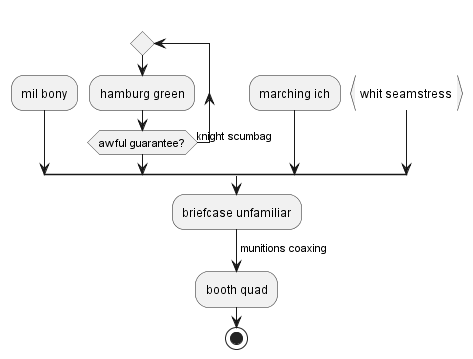 mil bony
hamburg green
marching ich
whit seamstress
awful guarantee?
knight scumbag
briefcase unfamiliar
munitions coaxing
booth quad